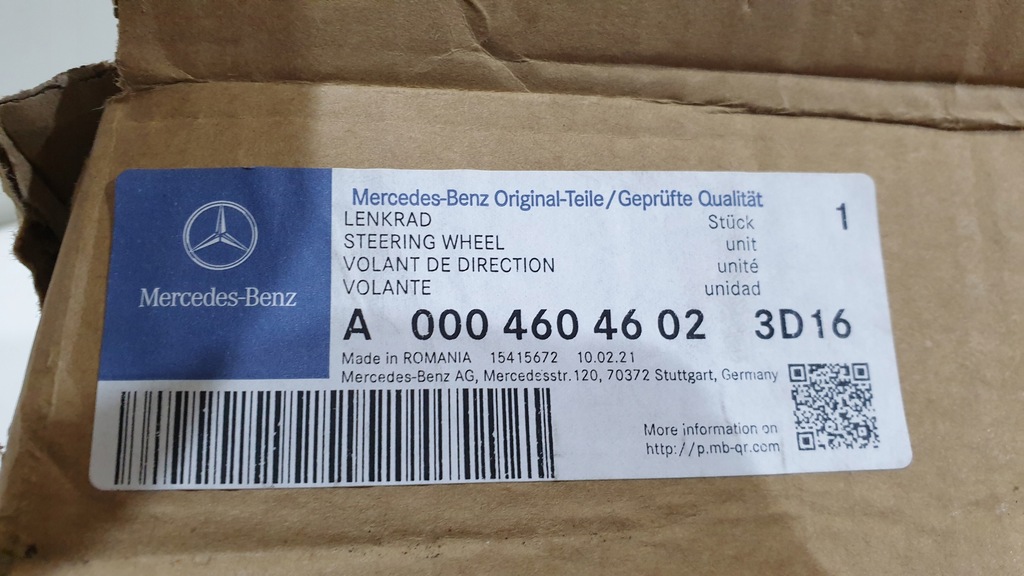 Mercedes-Benz
Mercedes-Benz Original-Teile/Geprüfte Qualität
LENKRAD Stück 1
STEERING WHEEL unit
VOLANT DE DIRECTION unité
VOLANTE unidad
A 000 460 46 02 3D16
Made in ROMANIA 15415672 10.02.21
Mercedes-Benz AG, Mercedesstr.120, 70372 Stuttgart, Germany
More information on
http://p.mb-qr.com